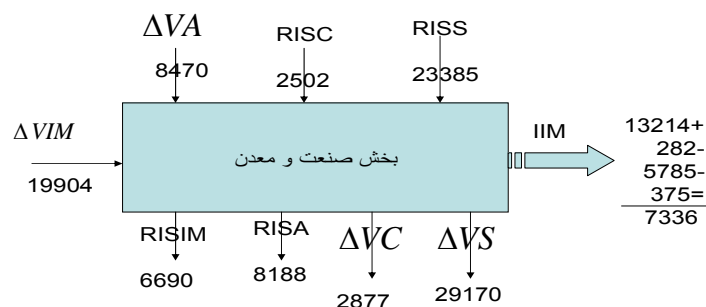 ΔVA
RISC
RISS
8470
2502
23385
ΔVIM
19904
بخش صنعت و معدن
IIM
13214+
282-
5785-
375=
7336
RISIM
RISA
ΔVC
ΔVS
6690
8188
2877
29170